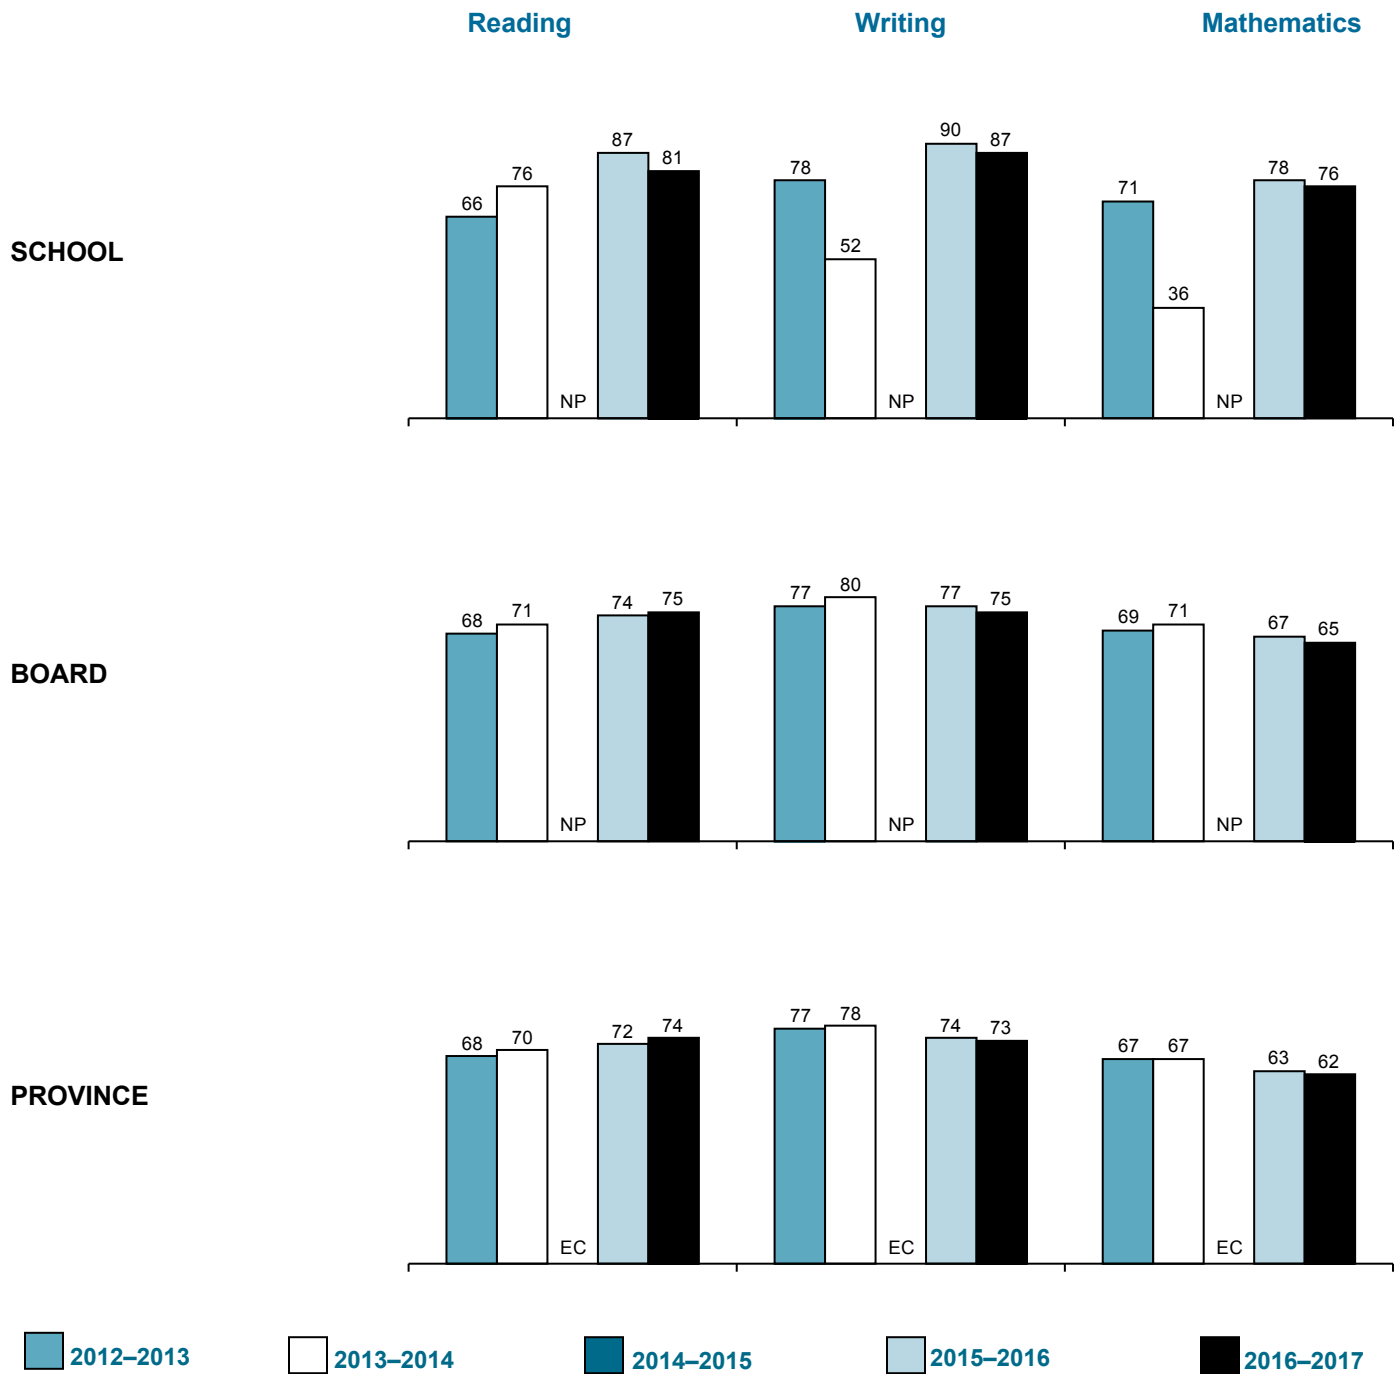 Reading Writing Mathematics
SCHOOL
66 76 NP 87 81 78 52 NP 90 87 71 36 NP 78 76
BOARD
68 71 NP 74 75 77 80 NP 77 75 69 71 NP 67 65
PROVINCE
68 70 EC 72 74 77 78 EC 74 73 67 67 EC 63 62
2012–2013 2013–2014 2014–2015 2015–2016 2016–2017